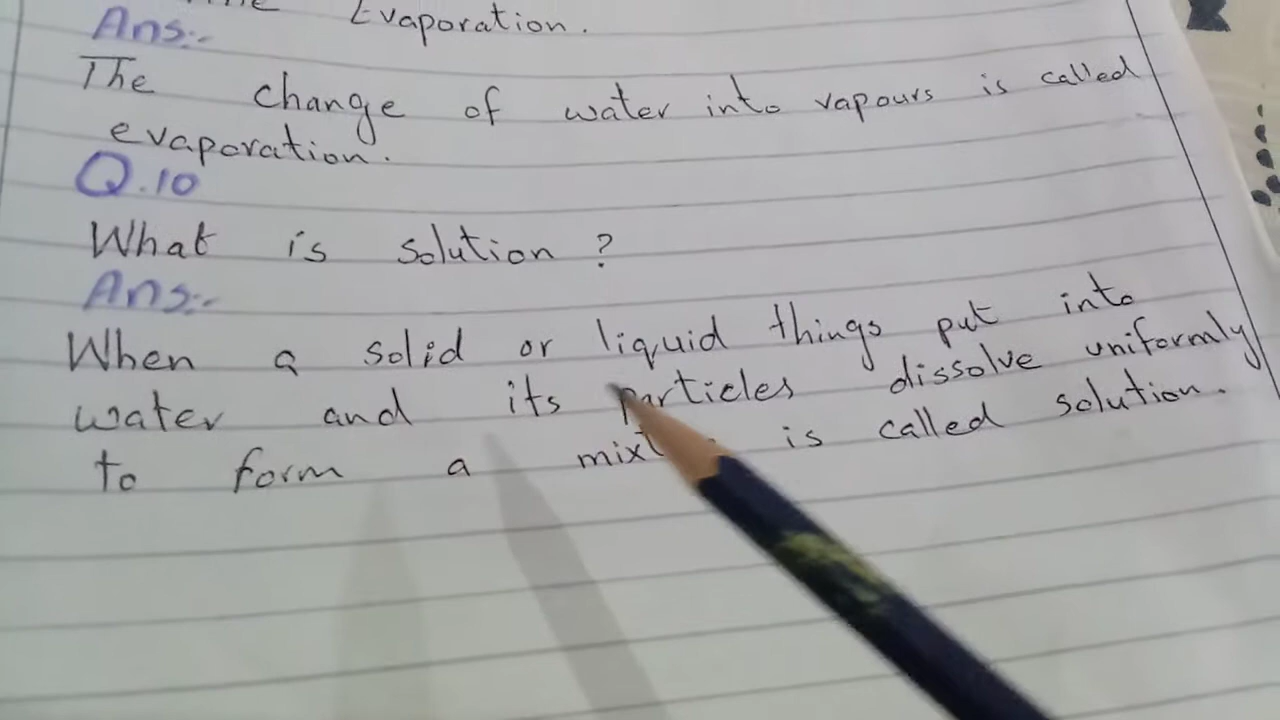 Evaporation.
Ans:-
The change of water into vapours is called
evaporation.
Q.10
What is solution?
Ans:-
When a solid or liquid things put into
water and its particles dissolve uniformly
to form a is called solution.